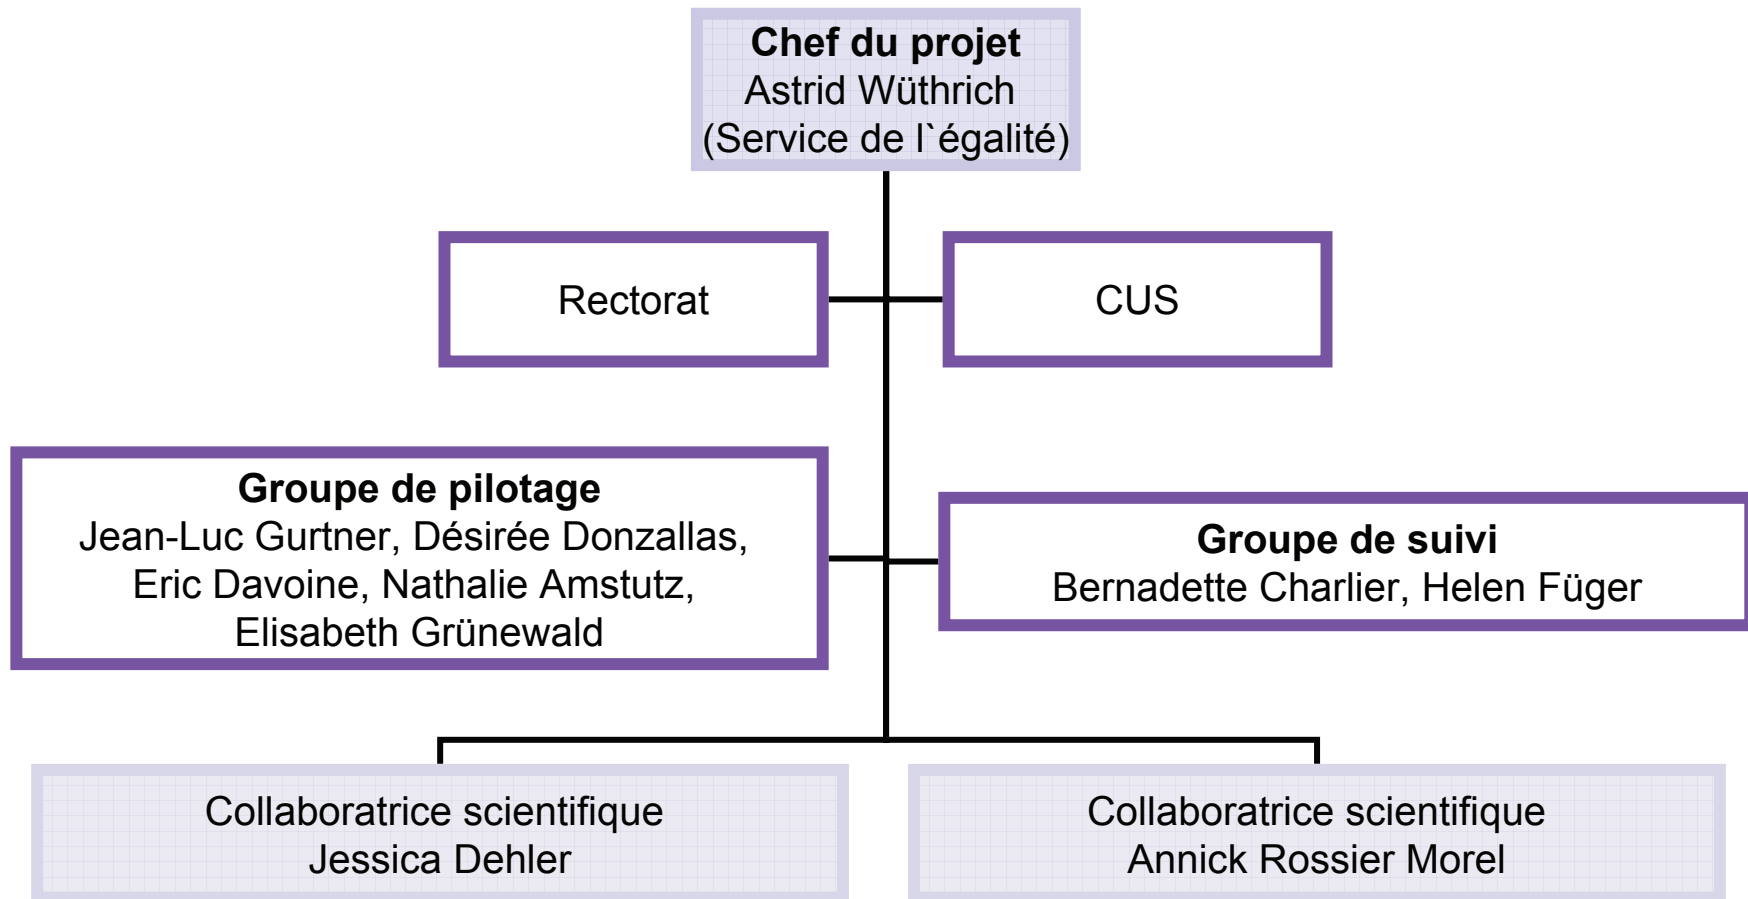 Chef du projet
Astrid Wüthrich
(Service de l`égalité)
Rectorat
CUS
Groupe de pilotage
Jean-Luc Gurtner, Désirée Donzallas,
Eric Davoine, Nathalie Amstutz,
Elisabeth Grünewald
Groupe de suivi
Bernadette Charlier, Helen Füger
Collaboratrice scientifique
Jessica Dehler
Collaboratrice scientifique
Annick Rossier Morel